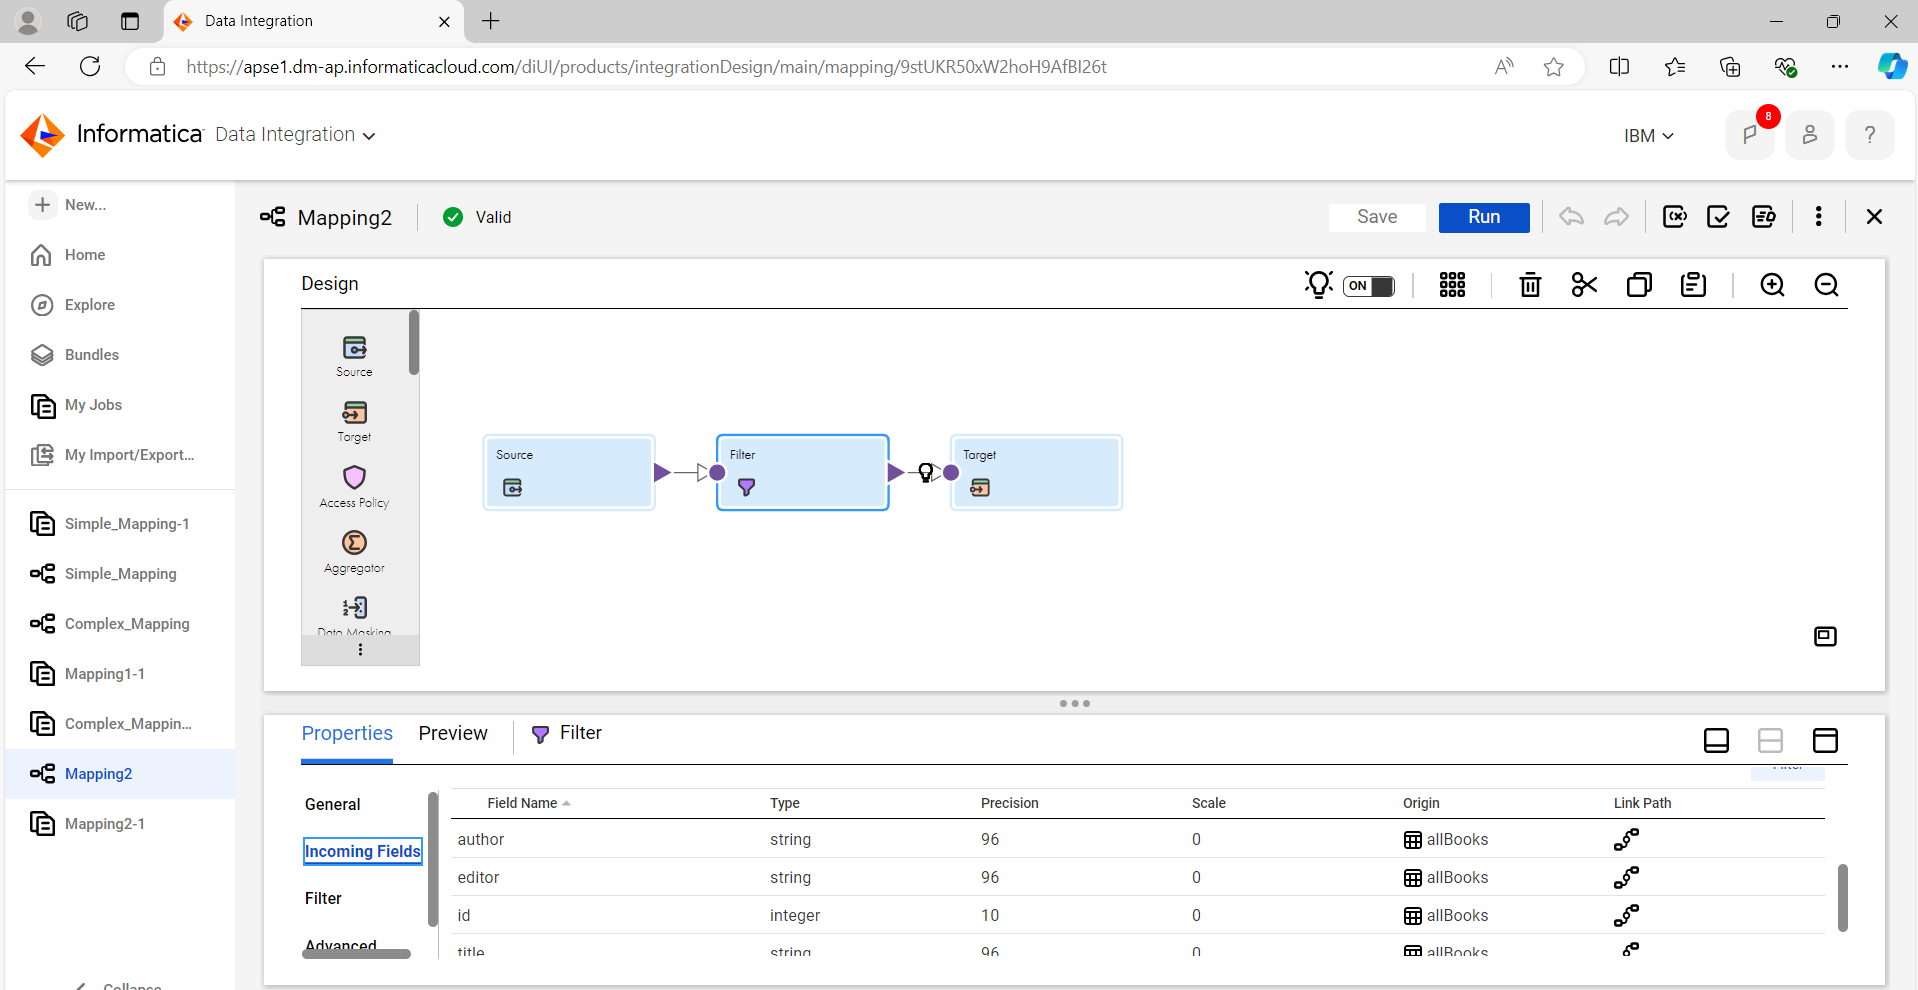 Data Integration
https://apse1.dm-ap.informaticacloud.com/diUI/products/integrationDesign/main/mapping/9stUKR50xW2hoH9AfBI26t
Informatica Data Integration
IBM
8
?
New...
Home
Explore
Bundles
My Jobs
My Import/Export...
Simple_Mapping-1
Simple_Mapping
Complex_Mapping
Mapping1-1
Complex_Mappin...
Mapping2
Mapping2-1
Collapse
Mapping2
Valid
Save
Run
Design
ON
Source
Target
Access Policy
Aggregator
Data Masking
Source
Filter
Target
Properties
Preview
Filter
General
Incoming Fields
Filter
Advanced
Filter
Field Name Type Precision Scale Origin Link Path
author string 96 0 allBooks
editor string 96 0 allBooks
id integer 10 0 allBooks
title string 96 0 allBooks